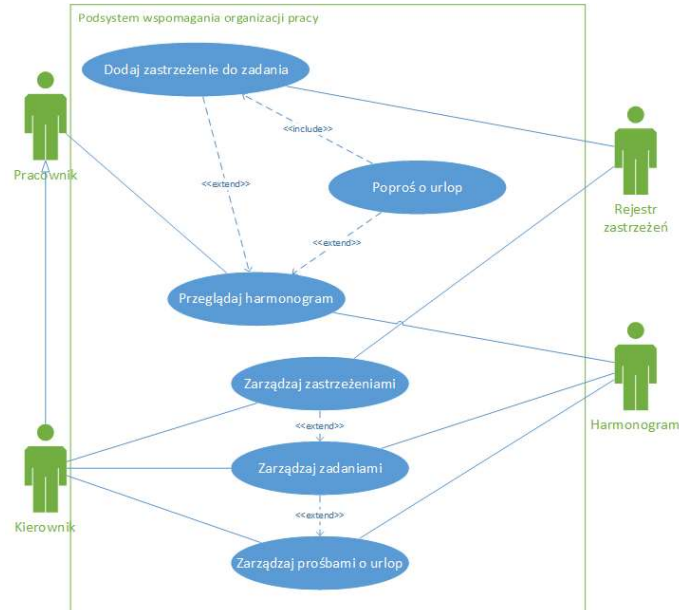 Podsystem wspomagania organizacji pracy
Dodaj zastrzeżenie do zadania
<<include>>
Pracownik
<<extend>>
Poproś o urlop
Rejestr
zastrzeżeń
<<extend>>
Przeglądaj harmonogram
Zarządzaj zastrzeżeniami
Harmonogram
<<extend>>
Zarządzaj zadaniami
<<extend>>
Kierownik
Zarządzaj prośbami o urlop